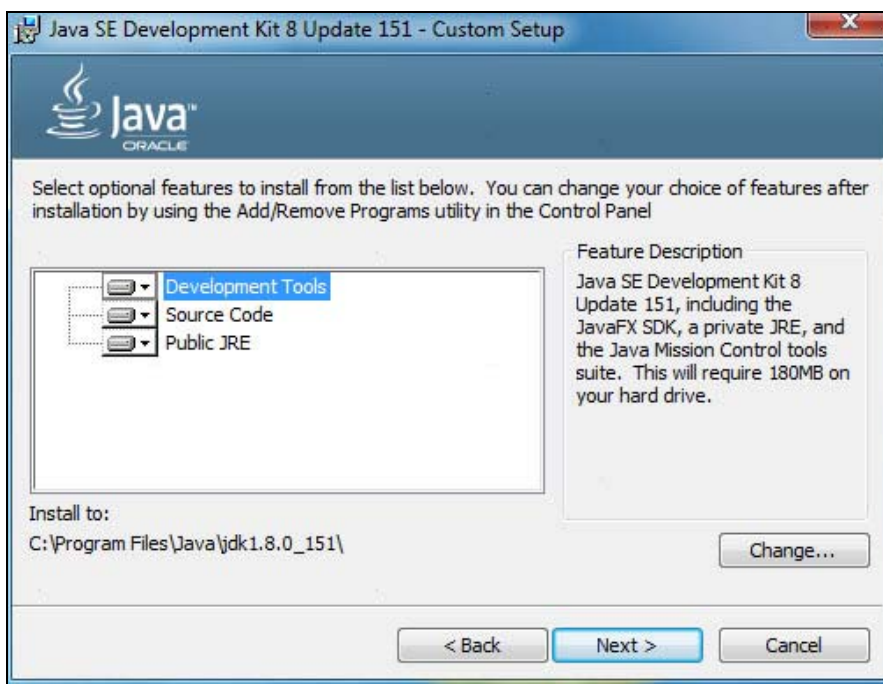 Java SE Development Kit 8 Update 151 - Custom Setup
Java™
ORACLE
Select optional features to install from the list below.  You can change your choice of features after
installation by using the Add/Remove Programs utility in the Control Panel
Development Tools
Source Code
Public JRE
Feature Description
Java SE Development Kit 8
Update 151, including the
JavaFX SDK, a private JRE, and
the Java Mission Control tools
suite.  This will require 180MB on
your hard drive.
Install to:
C:\Program Files\Java\jdk1.8.0_151\
Change...
< Back
Next >
Cancel